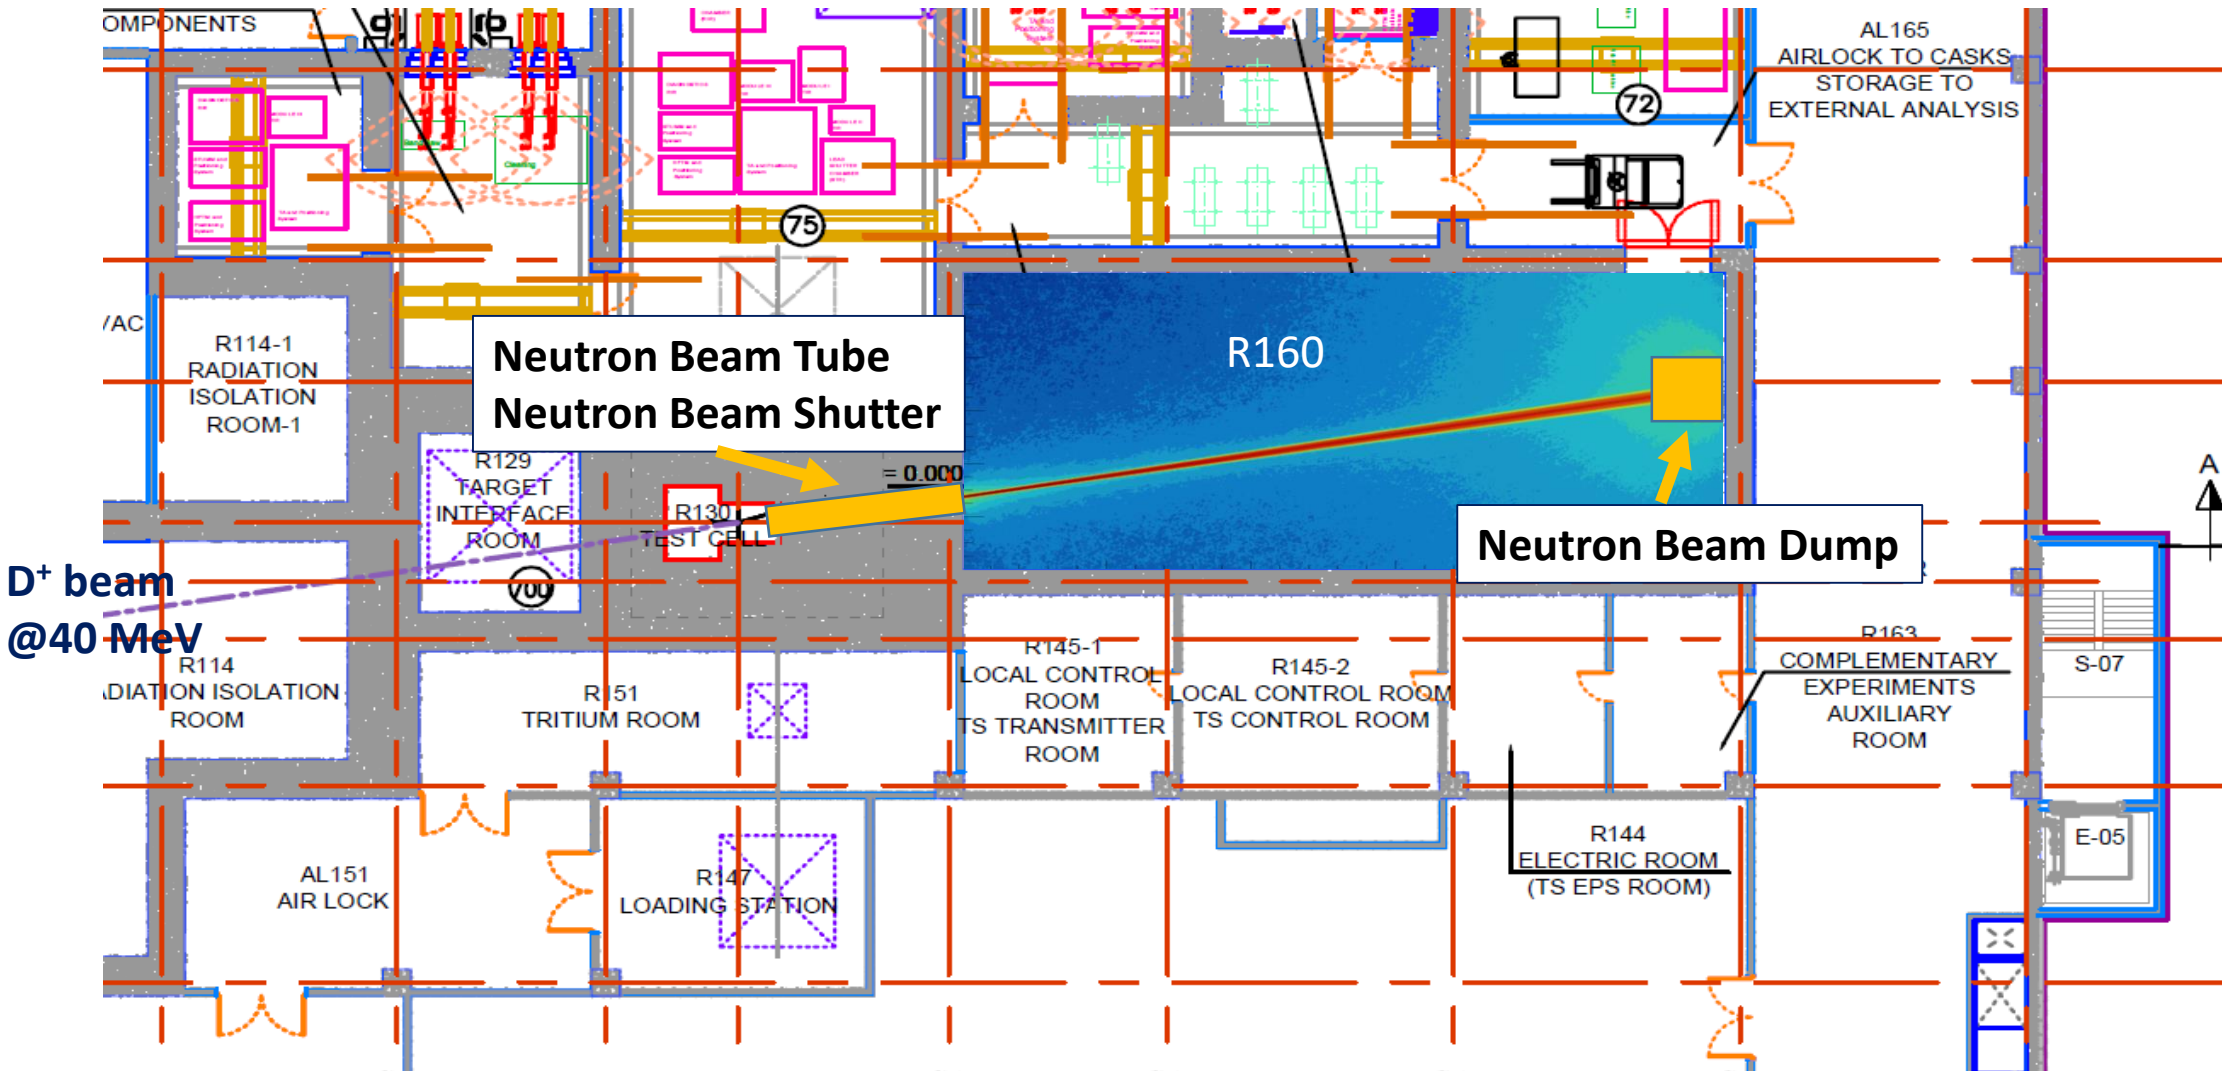 OMPONENTS
AL165
AIRLOCK TO CASKS
STORAGE TO
EXTERNAL ANALYSIS
72
75
Cleaning
/AC
R114-1
RADIATION
ISOLATION
ROOM-1
Neutron Beam Tube
Neutron Beam Shutter
R160
= 0.000
R129
TARGET
INTERFACE
ROOM
700
R130
TEST CELL
Neutron Beam Dump
A
D+ beam
@40 MeV
R114
ADIATION ISOLATION
ROOM
R151
TRITIUM ROOM
R145-1
LOCAL CONTROL
ROOM
TS TRANSMITTER
ROOM
R145-2
LOCAL CONTROL ROOM
TS CONTROL ROOM
R163
COMPLEMENTARY
EXPERIMENTS
AUXILIARY
ROOM
S-07
AL151
AIR LOCK
R147
LOADING STATION
R144
ELECTRIC ROOM
(TS EPS ROOM)
E-05